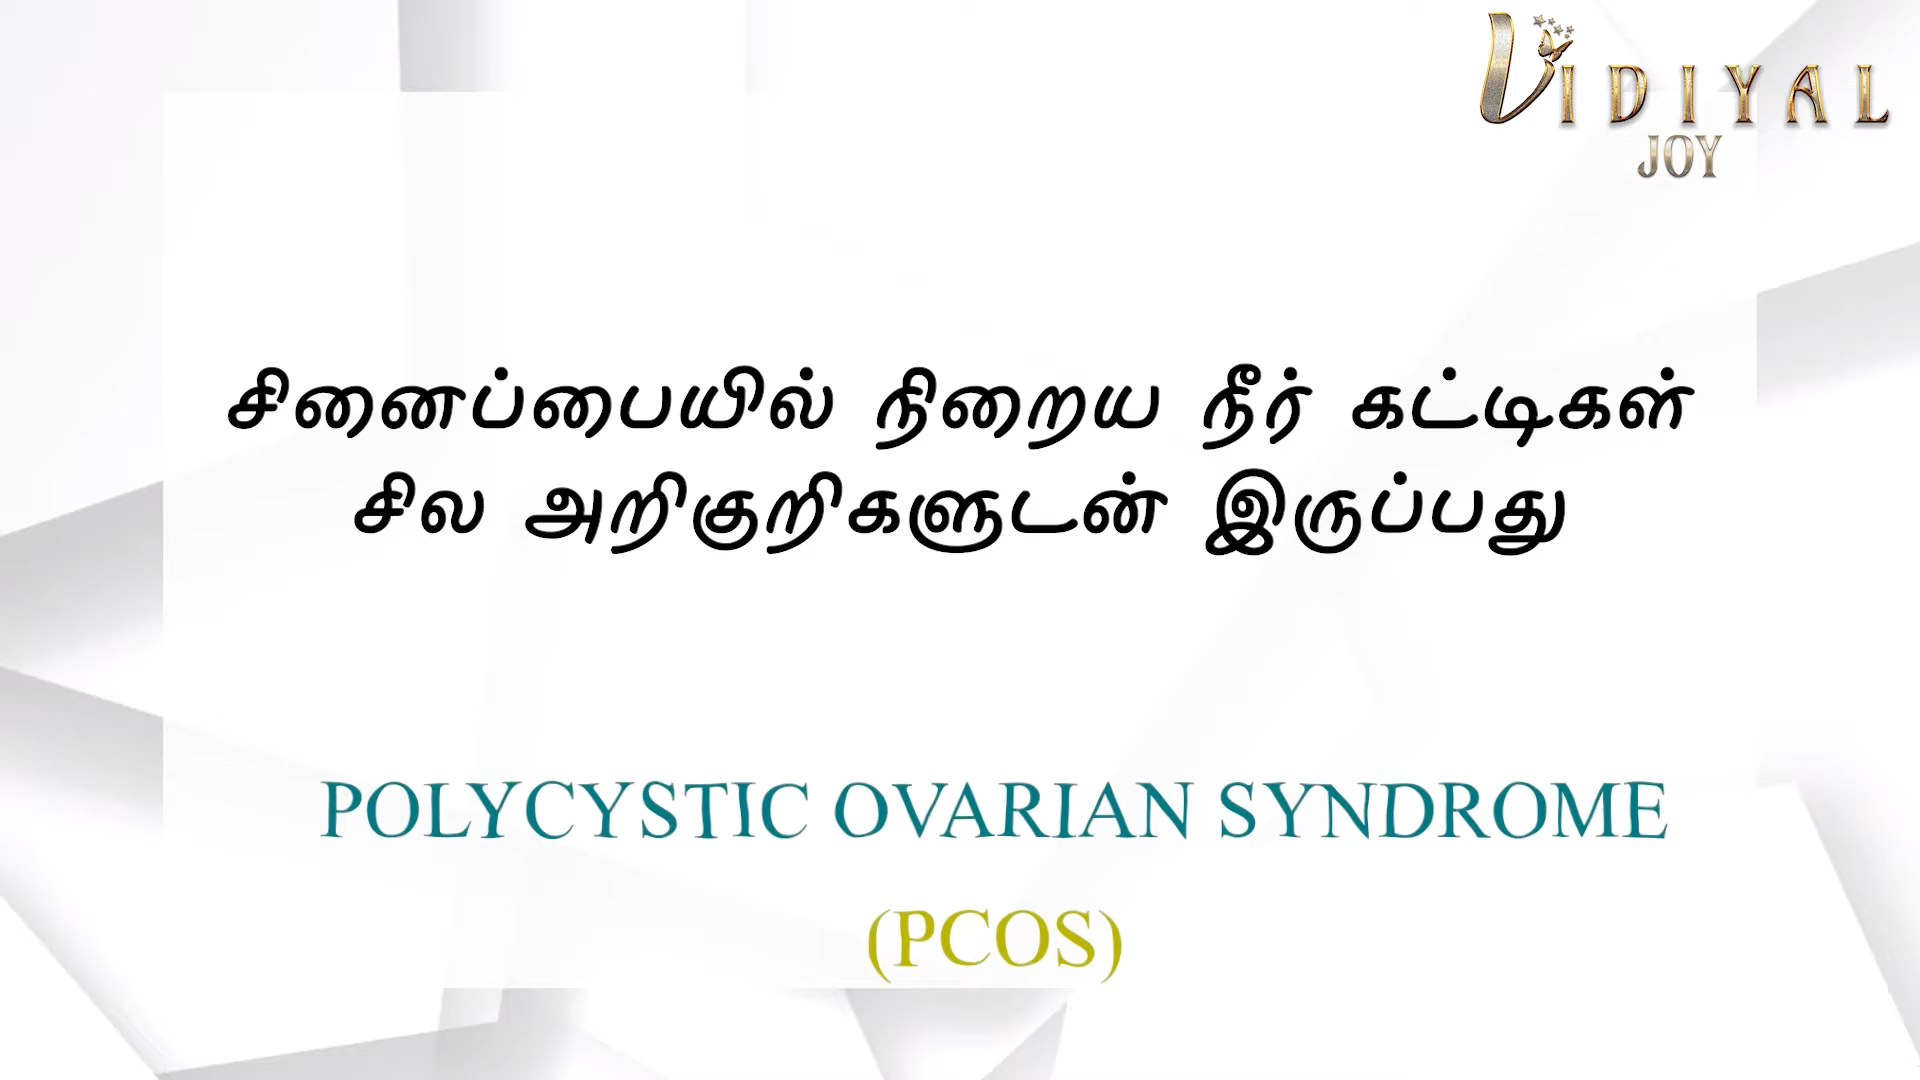 VIDIYAL
JOY
சினைப்பையில் நிறைய நீர் கட்டிகள்
சில அறிகுறிகளுடன் இருப்பது
POLYCYSTIC OVARIAN SYNDROME
(PCOS)